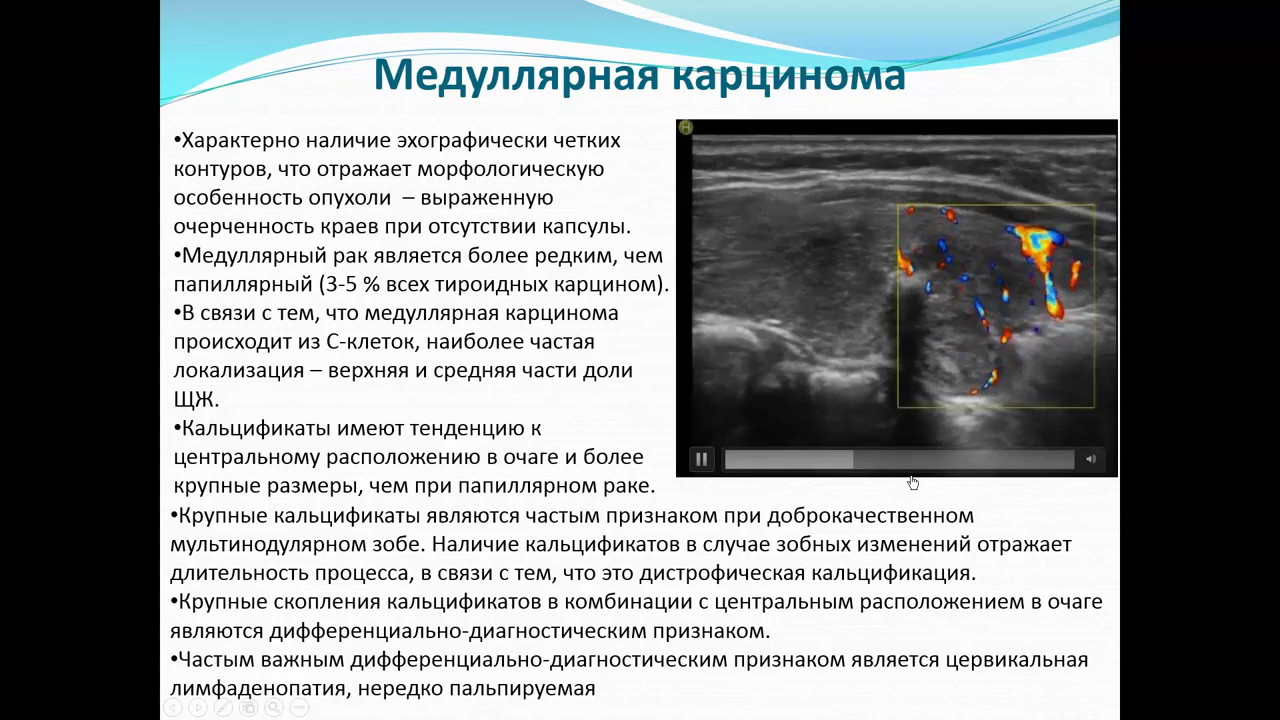 Медуллярная карцинома
•Характерно наличие эхографически четких
контуров, что отражает морфологическую
особенность опухоли – выраженную
очерченность краев при отсутствии капсулы.
•Медуллярный рак является более редким, чем
папиллярный (3-5 % всех тироидных карцином).
•В связи с тем, что медуллярная карцинома
происходит из С-клеток, наиболее частая
локализация – верхняя и средняя части доли
ЩЖ.
•Кальцификаты имеют тенденцию к
центральному расположению в очаге и более
крупные размеры, чем при папиллярном раке.
•Крупные кальцификаты являются частым признаком при доброкачественном
мультинодулярном зобе. Наличие кальцификатов в случае зобных изменений отражает
длительность процесса, в связи с тем, что это дистрофическая кальцификация.
•Крупные скопления кальцификатов в комбинации с центральным расположением в очаге
являются дифференциально-диагностическим признаком.
•Частым важным дифференциально-диагностическим признаком является цервикальная
лимфаденопатия, нередко пальпируемая